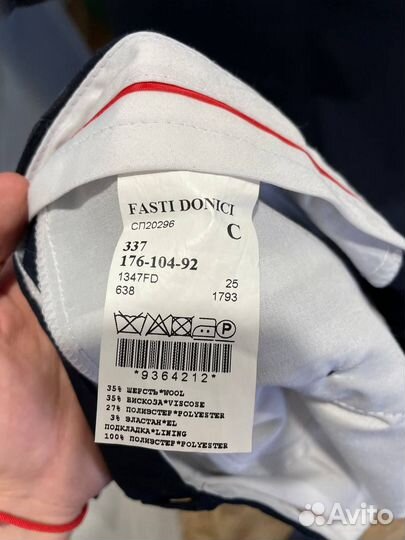 FASTI DONICI
СП20296
C
337
176-104-92
1347FD 25
638 1793
*9364212*
35% ШЕРСТЬ*WOOL
35% ВИСКОЗА*VISCOSE
27% ПОЛИЭСТЕР*POLYESTER
3% ЭЛАСТАН*EL
ПОДКЛАДКА*LINING
100% ПОЛИЭСТЕР*POLYESTER
Avito